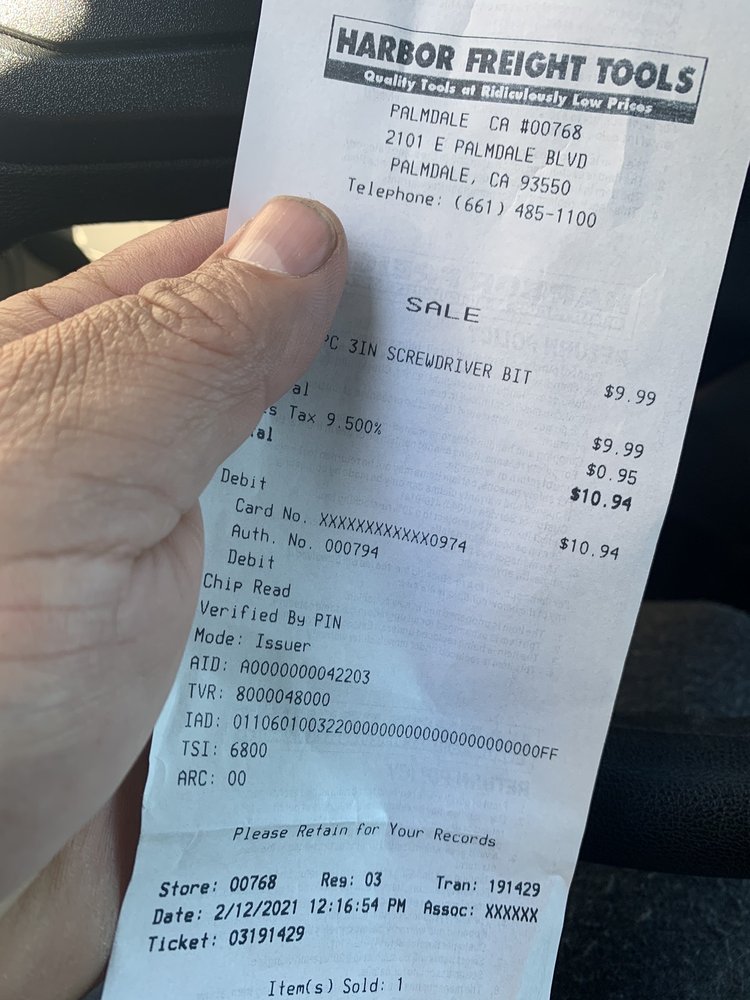 HARBOR FREIGHT TOOLS
Quality Tools at Ridiculously Low Prices
PALMDALE CA #00768
2101 E PALMDALE BLVD
PALMDALE, CA 93550
Telephone: (661) 485-1100
SALE
PC 3IN SCREWDRIVER BIT $9.99
al $9.99
s Tax 9.500% $0.95
al $10.94
Debit $10.94
Card No. XXXXXXXXXXXX0974
Auth. No. 000794
Debit
Chip Read
Verified By PIN
Mode: Issuer
AID: A0000000042203
TVR: 8000048000
TSI: 6800
ARC: 00
Please Retain for Your Records
Store: 00768 Reg: 03 Tran: 191429
Date: 2/12/2021 12:16:54 PM Assoc: XXXXXX
Ticket: 03191429
Item(s) Sold: 1